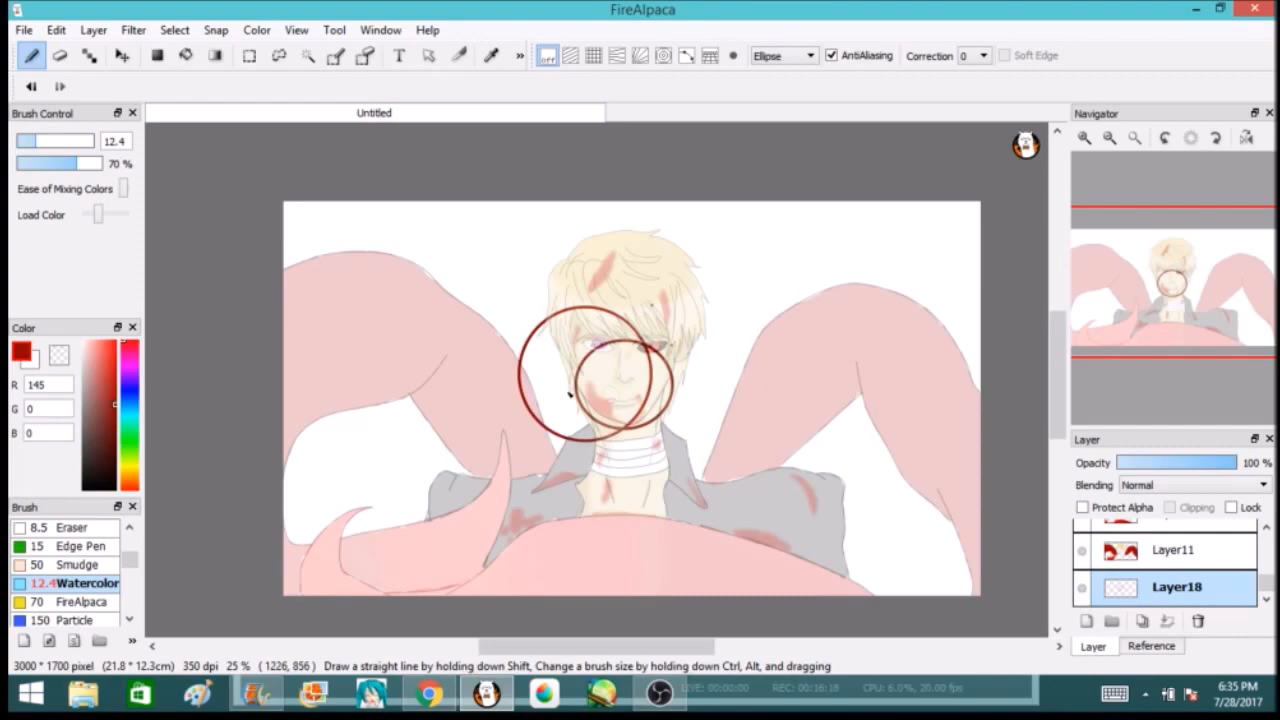 FireAlpaca
File Edit Layer Filter Select Snap Color View Tool Window Help
T » off Ellipse AntiAliasing Correction 0 Soft Edge
Brush Control
Untitled
Navigator
12.4
70 %
Ease of Mixing Colors
Load Color
Color
R 145
G 0
B 0
Layer
Opacity 100 %
Blending Normal
Protect Alpha Clipping Lock
Layer11
Layer18
Brush
8.5 Eraser
15 Edge Pen
50 Smudge
12.4 Watercolor
70 FireAlpaca
150 Particle
»
Layer Reference
3000 * 1700 pixel (21.8 * 12.3cm) 350 dpi 25 % ( 1226, 856 ) Draw a straight line by holding down Shift, Change a brush size by holding down Ctrl, Alt, and dragging
LIVE: 00:00:00 REC: 00:16:18 CPU: 6.0%, 20.00 fps
6:35 PM
7/28/2017